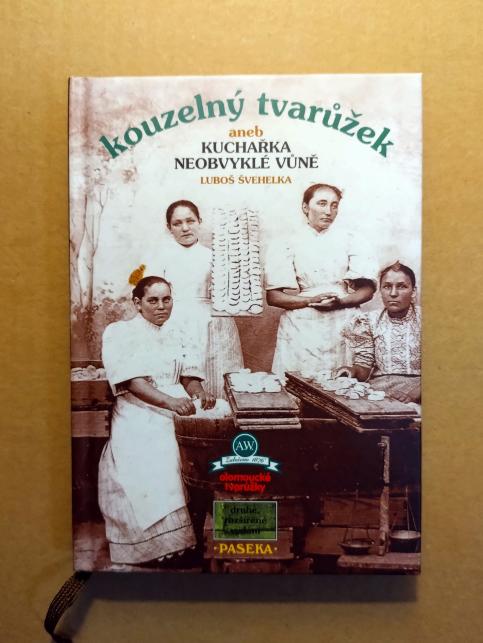 kouzelný tvarůžek
aneb
KUCHAŘKA
NEOBVYKLÉ VŮNĚ
LUBOŠ ŠVEHELKA
AW
Založeno 1876
olomoucké
tvarůžky
druhé,
rozšířené
vydání
• PASEKA •